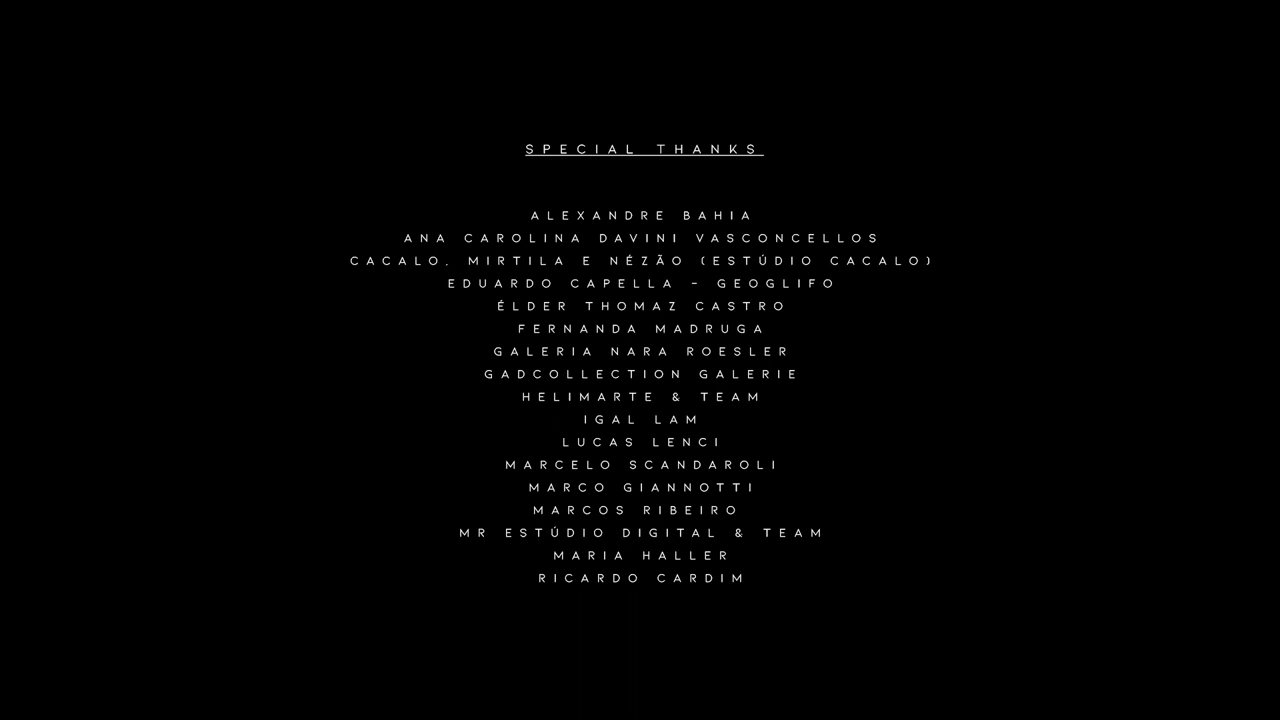 SPECIAL THANKS
ALEXANDRE BAHIA
ANA CAROLINA DAVINI VASCONCELLOS
CACALO, MIRTILA E NÉZÃO (ESTÚDIO CACALO)
EDUARDO CAPELLA - GEOGLIFO
ÉLDER THOMAZ CASTRO
FERNANDA MADRUGA
GALERIA NARA ROESLER
GADCOLLECTION GALERIE
HELIMARTE & TEAM
IGAL LAM
LUCAS LENCI
MARCELO SCANDAROLI
MARCO GIANNOTTI
MARCOS RIBEIRO
MR ESTÚDIO DIGITAL & TEAM
MARIA HALLER
RICARDO CARDIM